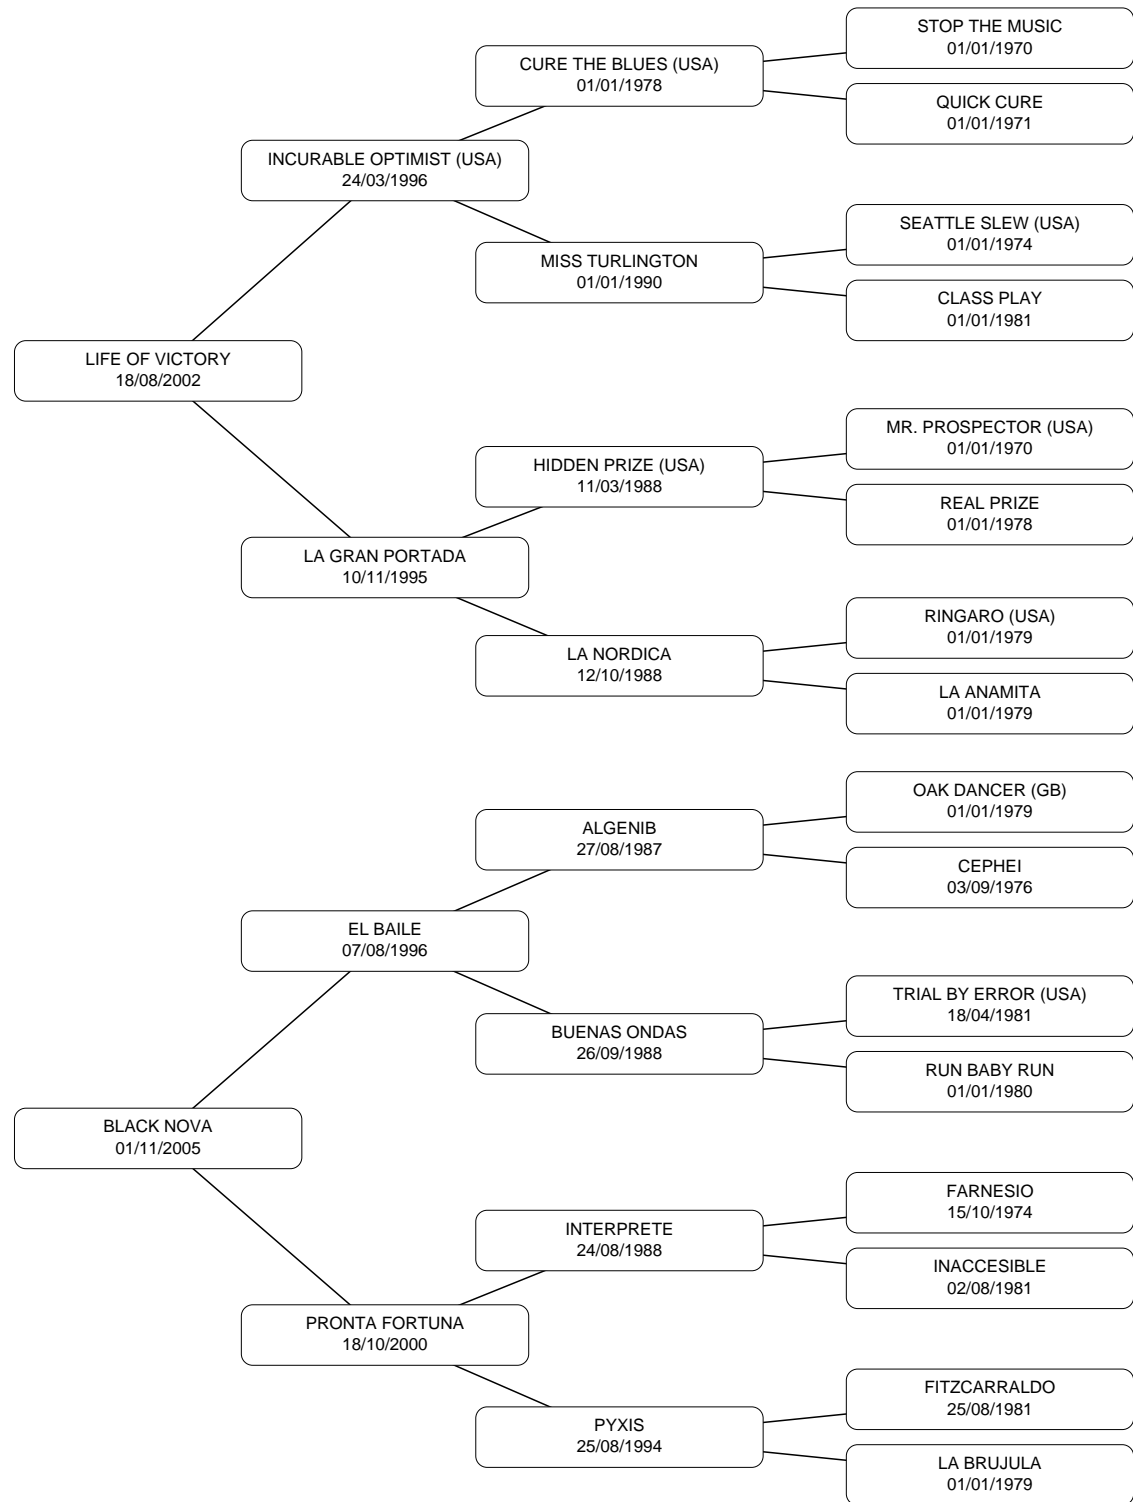 STOP THE MUSIC
01/01/1970
CURE THE BLUES (USA)
01/01/1978
QUICK CURE
01/01/1971
INCURABLE OPTIMIST (USA)
24/03/1996
SEATTLE SLEW (USA)
01/01/1974
MISS TURLINGTON
01/01/1990
CLASS PLAY
01/01/1981
LIFE OF VICTORY
18/08/2002
MR. PROSPECTOR (USA)
01/01/1970
HIDDEN PRIZE (USA)
11/03/1988
REAL PRIZE
01/01/1978
LA GRAN PORTADA
10/11/1995
RINGARO (USA)
01/01/1979
LA NORDICA
12/10/1988
LA ANAMITA
01/01/1979
OAK DANCER (GB)
01/01/1979
ALGENIB
27/08/1987
CEPHEI
03/09/1976
EL BAILE
07/08/1996
TRIAL BY ERROR (USA)
18/04/1981
BUENAS ONDAS
26/09/1988
RUN BABY RUN
01/01/1980
BLACK NOVA
01/11/2005
FARNESIO
15/10/1974
INTERPRETE
24/08/1988
INACCESIBLE
02/08/1981
PRONTA FORTUNA
18/10/2000
FITZCARRALDO
25/08/1981
PYXIS
25/08/1994
LA BRUJULA
01/01/1979